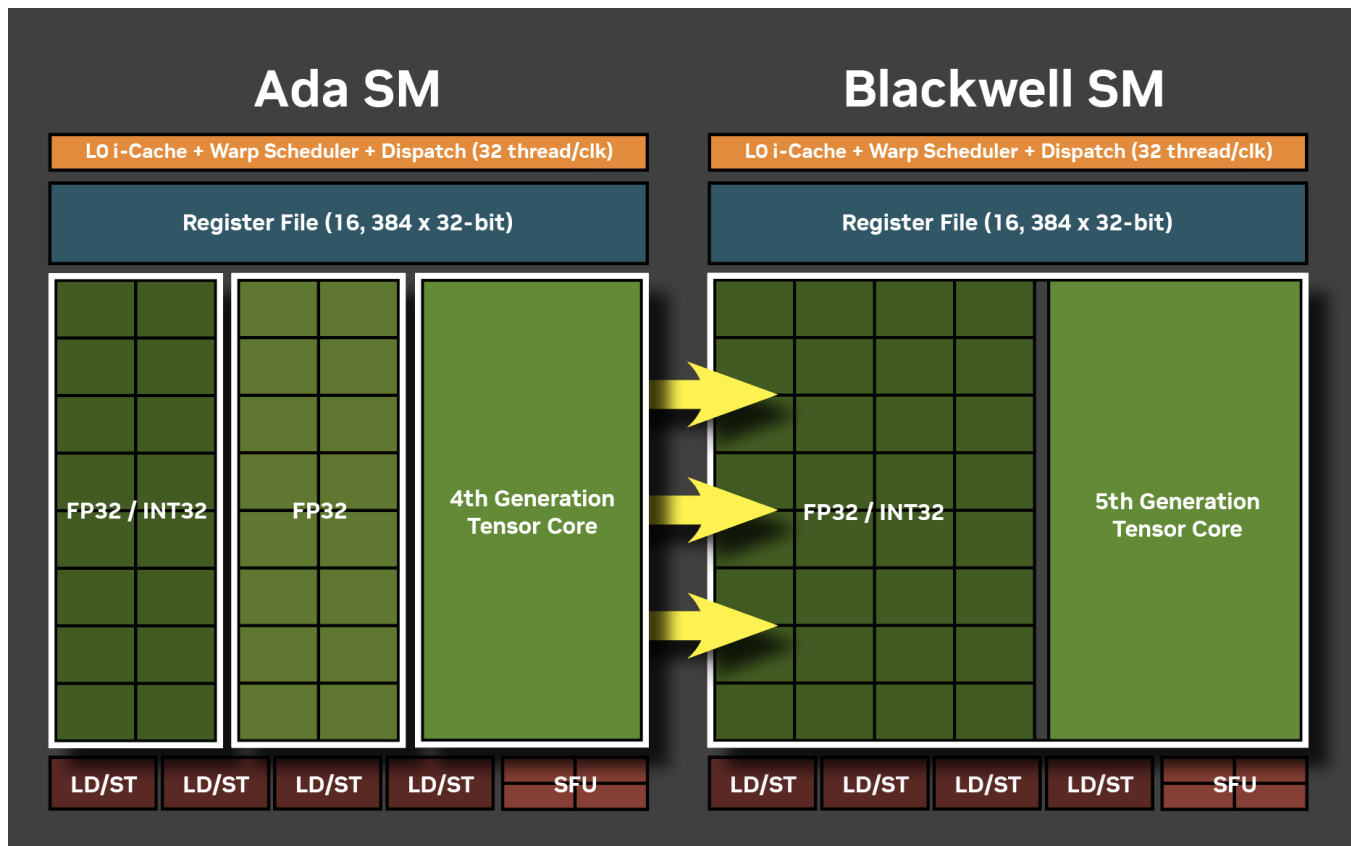 Ada SM
L0 i-Cache + Warp Scheduler + Dispatch (32 thread/clk)
Register File (16, 384 x 32-bit)
FP32 / INT32
FP32
4th Generation
Tensor Core
LD/ST
LD/ST
LD/ST
LD/ST
SFU
Blackwell SM
L0 i-Cache + Warp Scheduler + Dispatch (32 thread/clk)
Register File (16, 384 x 32-bit)
FP32 / INT32
5th Generation
Tensor Core
LD/ST
LD/ST
LD/ST
LD/ST
SFU